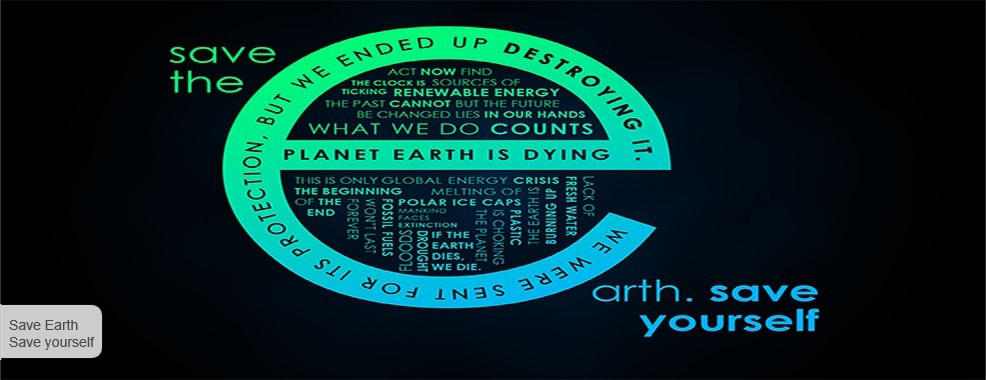 save
the
WE WERE SENT FOR ITS PROTECTION, BUT WE ENDED UP DESTROYING IT.
ACT NOW FIND
THE CLOCK IS SOURCES OF
TICKING RENEWABLE ENERGY
THE PAST CANNOT BUT THE FUTURE
BE CHANGED LIES IN OUR HANDS
WHAT WE DO COUNTS
PLANET EARTH IS DYING
THIS IS ONLY
THE BEGINNING
OF THE
END
GLOBAL ENERGY CRISIS
MELTING OF
POLAR ICE CAPS
FOSSIL FUELS
WON'T LAST
FOREVER
MANKIND
FACES
EXTINCTION
FLOODS
DROUGHT
IF THE
EARTH
DIES,
WE DIE.
PLASTIC
IS CHOKING
THE PLANET
THE EARTH IS
BURNING UP
LACK OF
FRESH WATER
arth. save
yourself
Save Earth
Save yourself